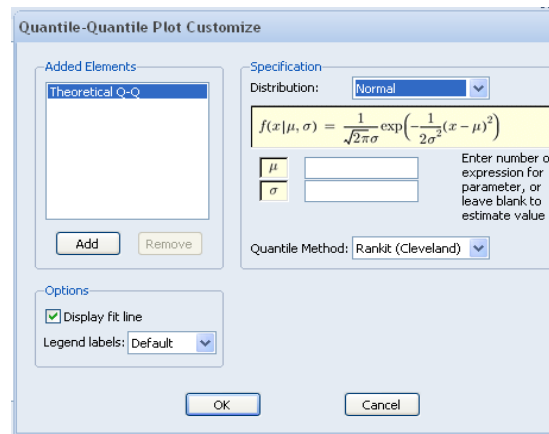 Quantile-Quantile Plot Customize
Added Elements
Theoretical Q-Q
Add
Remove
Options
Display fit line
Legend labels: Default
Specification
Distribution: Normal
f(x|μ, σ) = 1/(√2πσ) exp(−1/(2σ²)(x − μ)²)
μ
σ
Enter number o
expression for
parameter, or
leave blank to
estimate value
Quantile Method: Rankit (Cleveland)
OK
Cancel